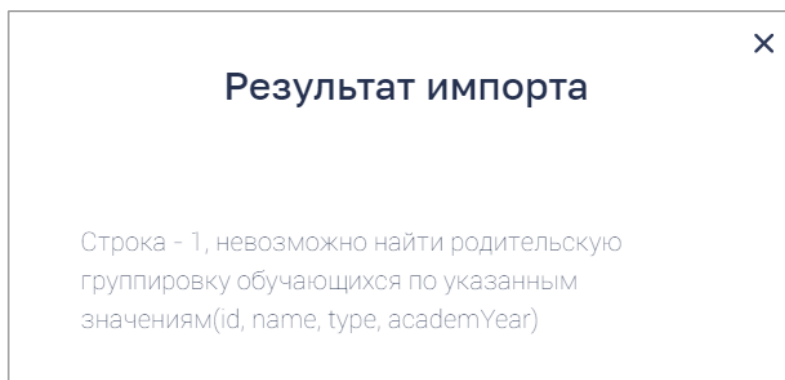 Результат импорта
Строка - 1, невозможно найти родительскую
группировку обучающихся по указанным
значениям(id, name, type, academYear)